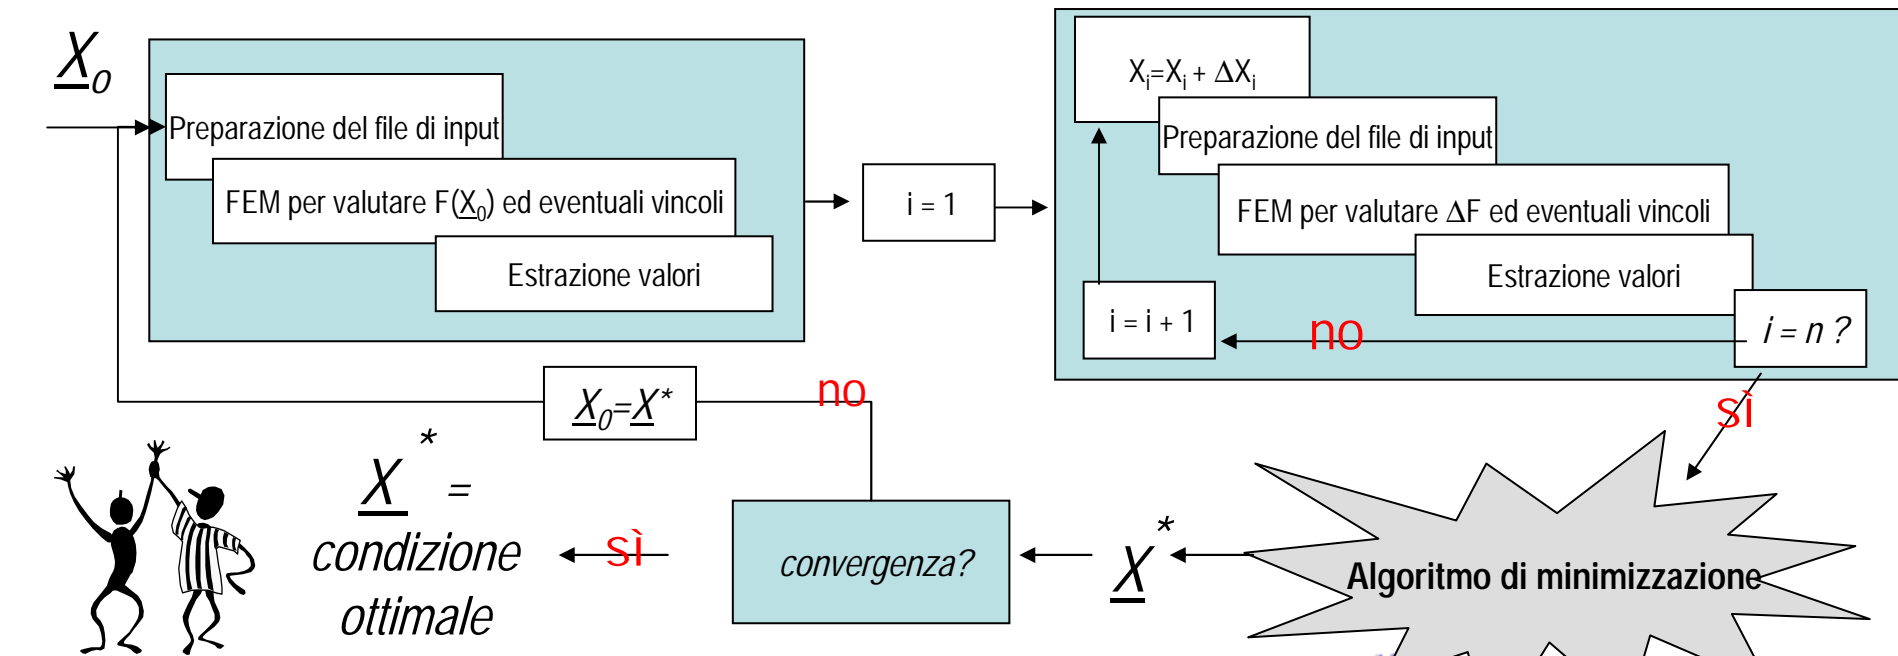 X0
Preparazione del file di input
FEM per valutare F(X0) ed eventuali vincoli
Estrazione valori
i = 1
Xi=Xi + ΔXi
Preparazione del file di input
FEM per valutare ΔF ed eventuali vincoli
Estrazione valori
i = n ?
no
i = i + 1
sì
Algoritmo di minimizzazione
X*
convergenza?
no
X0=X*
sì
X* =
condizione
ottimale